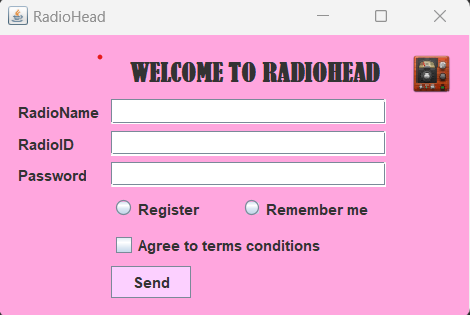 RadioHead
WELCOME TO RADIOHEAD
RadioName
RadioID
Password
Register Remember me
Agree to terms conditions
Send